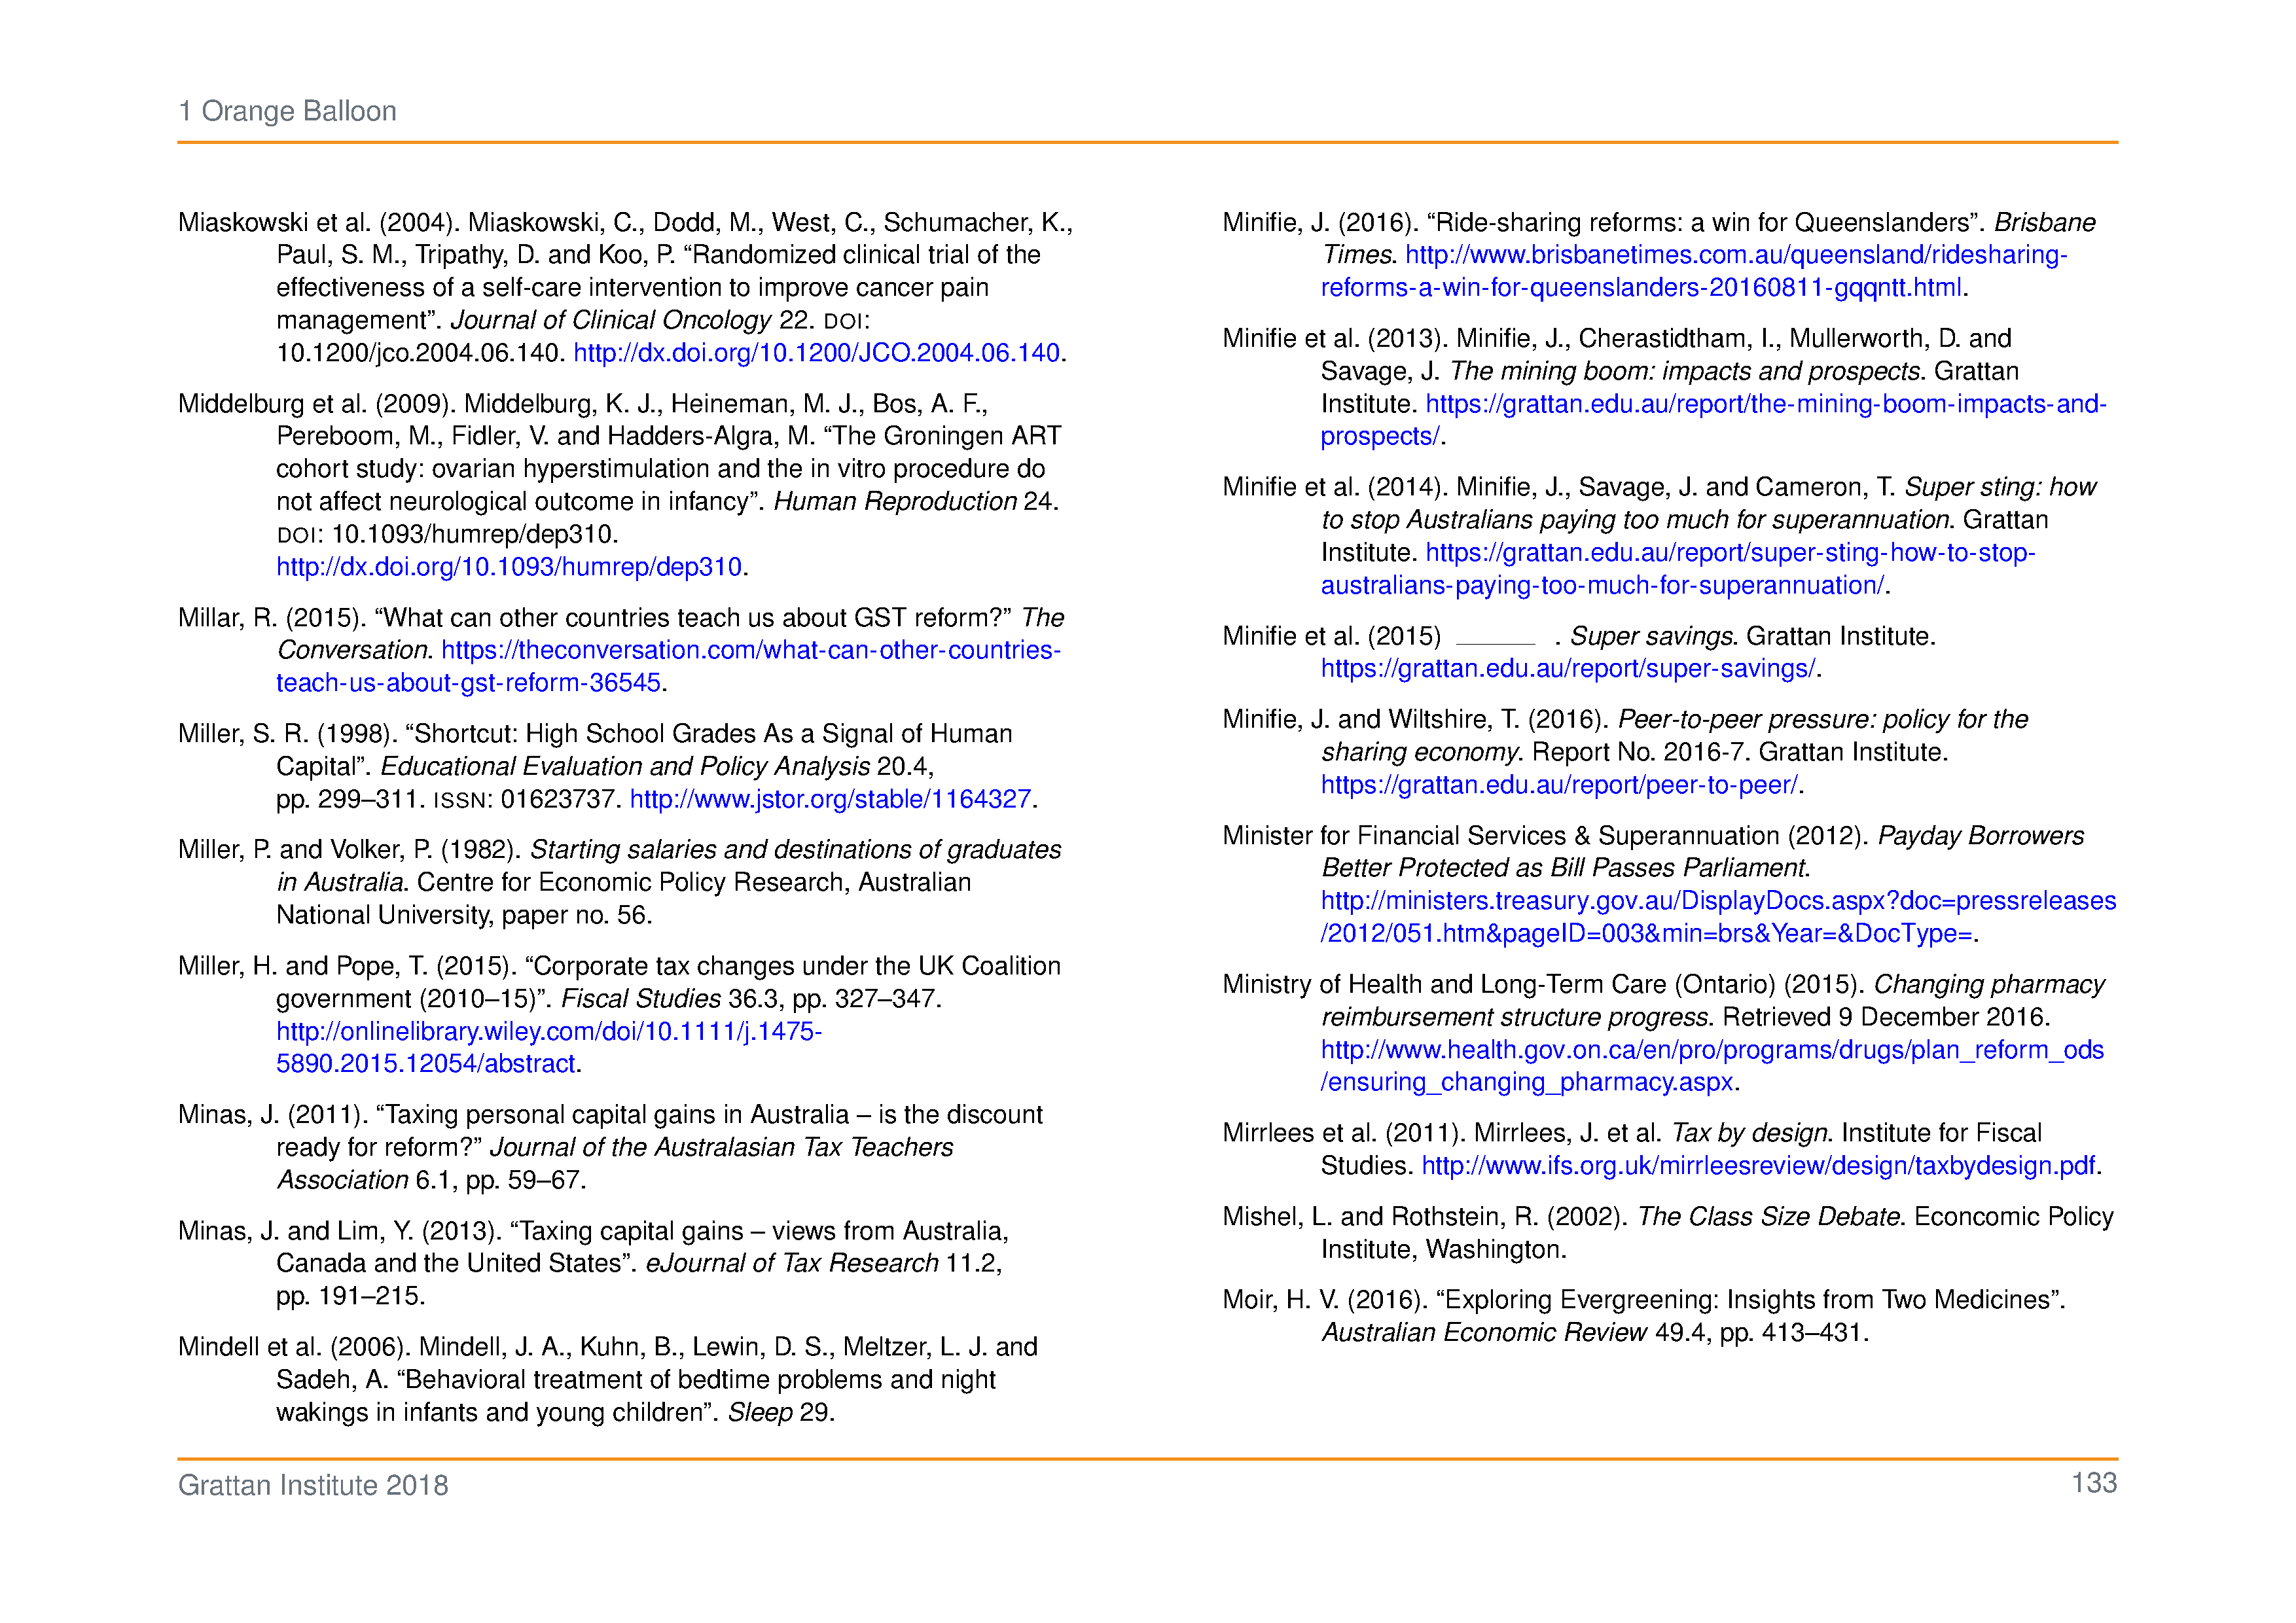 1 Orange Balloon
Miaskowski et al. (2004). Miaskowski, C., Dodd, M., West, C., Schumacher, K.,
Paul, S. M., Tripathy, D. and Koo, P. “Randomized clinical trial of the
effectiveness of a self-care intervention to improve cancer pain
management”. Journal of Clinical Oncology 22. DOI:
10.1200/jco.2004.06.140. http://dx.doi.org/10.1200/JCO.2004.06.140.
Middelburg et al. (2009). Middelburg, K. J., Heineman, M. J., Bos, A. F.,
Pereboom, M., Fidler, V. and Hadders-Algra, M. “The Groningen ART
cohort study: ovarian hyperstimulation and the in vitro procedure do
not affect neurological outcome in infancy”. Human Reproduction 24.
DOI: 10.1093/humrep/dep310.
http://dx.doi.org/10.1093/humrep/dep310.
Millar, R. (2015). “What can other countries teach us about GST reform?” The
Conversation. https://theconversation.com/what-can-other-countries-
teach-us-about-gst-reform-36545.
Miller, S. R. (1998). “Shortcut: High School Grades As a Signal of Human
Capital”. Educational Evaluation and Policy Analysis 20.4,
pp. 299–311. ISSN: 01623737. http://www.jstor.org/stable/1164327.
Miller, P. and Volker, P. (1982). Starting salaries and destinations of graduates
in Australia. Centre for Economic Policy Research, Australian
National University, paper no. 56.
Miller, H. and Pope, T. (2015). “Corporate tax changes under the UK Coalition
government (2010–15)”. Fiscal Studies 36.3, pp. 327–347.
http://onlinelibrary.wiley.com/doi/10.1111/j.1475-
5890.2015.12054/abstract.
Minas, J. (2011). “Taxing personal capital gains in Australia – is the discount
ready for reform?” Journal of the Australasian Tax Teachers
Association 6.1, pp. 59–67.
Minas, J. and Lim, Y. (2013). “Taxing capital gains – views from Australia,
Canada and the United States”. eJournal of Tax Research 11.2,
pp. 191–215.
Mindell et al. (2006). Mindell, J. A., Kuhn, B., Lewin, D. S., Meltzer, L. J. and
Sadeh, A. “Behavioral treatment of bedtime problems and night
wakings in infants and young children”. Sleep 29.
Minifie, J. (2016). “Ride-sharing reforms: a win for Queenslanders”. Brisbane
Times. http://www.brisbanetimes.com.au/queensland/ridesharing-
reforms-a-win-for-queenslanders-20160811-gqqntt.html.
Minifie et al. (2013). Minifie, J., Cherastidtham, I., Mullerworth, D. and
Savage, J. The mining boom: impacts and prospects. Grattan
Institute. https://grattan.edu.au/report/the-mining-boom-impacts-and-
prospects/.
Minifie et al. (2014). Minifie, J., Savage, J. and Cameron, T. Super sting: how
to stop Australians paying too much for superannuation. Grattan
Institute. https://grattan.edu.au/report/super-sting-how-to-stop-
australians-paying-too-much-for-superannuation/.
Minifie et al. (2015) ______ . Super savings. Grattan Institute.
https://grattan.edu.au/report/super-savings/.
Minifie, J. and Wiltshire, T. (2016). Peer-to-peer pressure: policy for the
sharing economy. Report No. 2016-7. Grattan Institute.
https://grattan.edu.au/report/peer-to-peer/.
Minister for Financial Services & Superannuation (2012). Payday Borrowers
Better Protected as Bill Passes Parliament.
http://ministers.treasury.gov.au/DisplayDocs.aspx?doc=pressreleases
/2012/051.htm&pageID=003&min=brs&Year=&DocType=.
Ministry of Health and Long-Term Care (Ontario) (2015). Changing pharmacy
reimbursement structure progress. Retrieved 9 December 2016.
http://www.health.gov.on.ca/en/pro/programs/drugs/plan_reform_ods
/ensuring_changing_pharmacy.aspx.
Mirrlees et al. (2011). Mirrlees, J. et al. Tax by design. Institute for Fiscal
Studies. http://www.ifs.org.uk/mirrleesreview/design/taxbydesign.pdf.
Mishel, L. and Rothstein, R. (2002). The Class Size Debate. Econcomic Policy
Institute, Washington.
Moir, H. V. (2016). “Exploring Evergreening: Insights from Two Medicines”.
Australian Economic Review 49.4, pp. 413–431.
Grattan Institute 2018
133